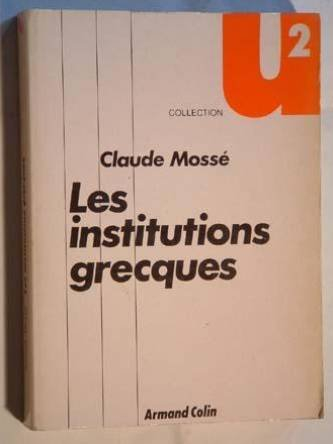 COLLECTION
u2
Claude Mossé
Les
institutions
grecques
Armand Colin